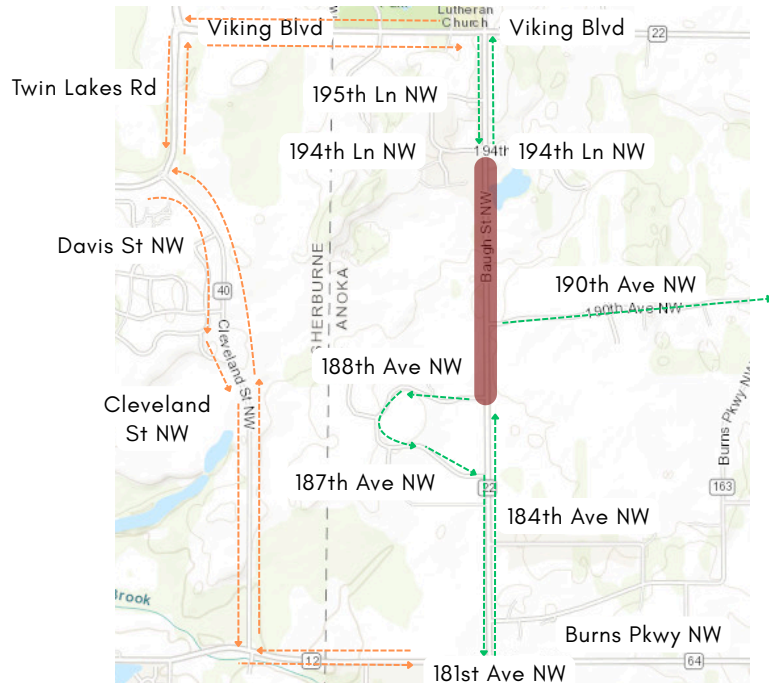 Lutheran
Church
Viking Blvd
Viking Blvd
22
Twin Lakes Rd
195th Ln NW
194th Ln NW
194th
194th Ln NW
Baugh St NW
Davis St NW
SHERBURNE
ANOKA
190th Ave NW
190th Ave NW
40
Cleveland St NW
188th Ave NW
Cleveland
St NW
Burns Pkwy NW
187th Ave NW
22
163
184th Ave NW
Brook
Burns Pkwy NW
12
64
181st Ave NW